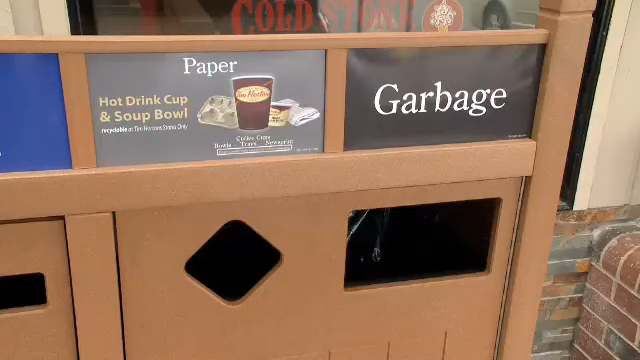 COLD STONE
Paper
Hot Drink Cup
& Soup Bowl
recyclable at Tim Hortons Stores Only
Tim Hortons
Coffee Cups
Bowls Trays Newsprint
Garbage